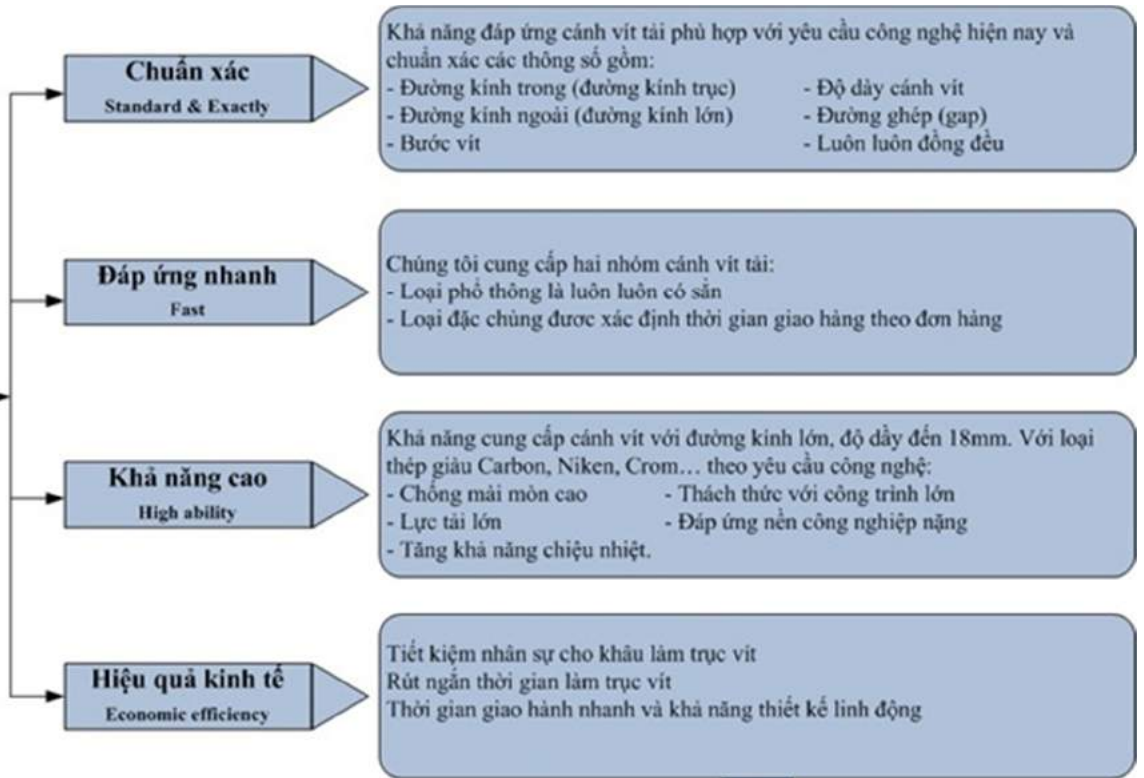 Chuẩn xác
Standard & Exactly
Khả năng đáp ứng cánh vít tải phù hợp với yêu cầu công nghệ hiện nay và
chuẩn xác các thông số gồm:
- Đường kính trong (đường kính trục) - Độ dày cánh vít
- Đường kính ngoài (đường kính lớn) - Đường ghép (gap)
- Bước vít - Luôn luôn đồng đều
Đáp ứng nhanh
Fast
Chúng tôi cung cấp hai nhóm cánh vít tải:
- Loại phổ thông là luôn luôn có sẳn
- Loại đặc chủng đươc xác định thời gian giao hàng theo đơn hàng
Khả năng cao
High ability
Khả năng cung cấp cánh vít với đường kính lớn, độ dầy đến 18mm. Với loại
thép giàu Carbon, Niken, Crom... theo yêu cầu công nghệ:
- Chống mài mòn cao - Thách thức với công trình lớn
- Lực tải lớn - Đáp ứng nền công nghiệp nặng
- Tăng khả năng chiệu nhiệt.
Hiệu quả kinh tế
Economic efficiency
Tiết kiệm nhân sự cho khâu làm trục vít
Rút ngắn thời gian làm trục vít
Thời gian giao hành nhanh và khả năng thiết kế linh động